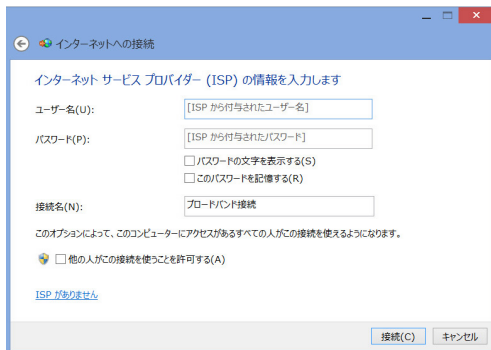 インターネットへの接続
インターネット サービス プロバイダー (ISP) の情報を入力します
ユーザー名(U):
[ISP から付与されたユーザー名]
パスワード(P):
[ISP から付与されたパスワード]
パスワードの文字を表示する(S)
このパスワードを記憶する(R)
接続名(N):
ブロードバンド接続
このオプションによって、このコンピューターにアクセスがあるすべての人がこの接続を使えるようになります。
他の人がこの接続を使うことを許可する(A)
ISP がありません
接続(C)
キャンセル